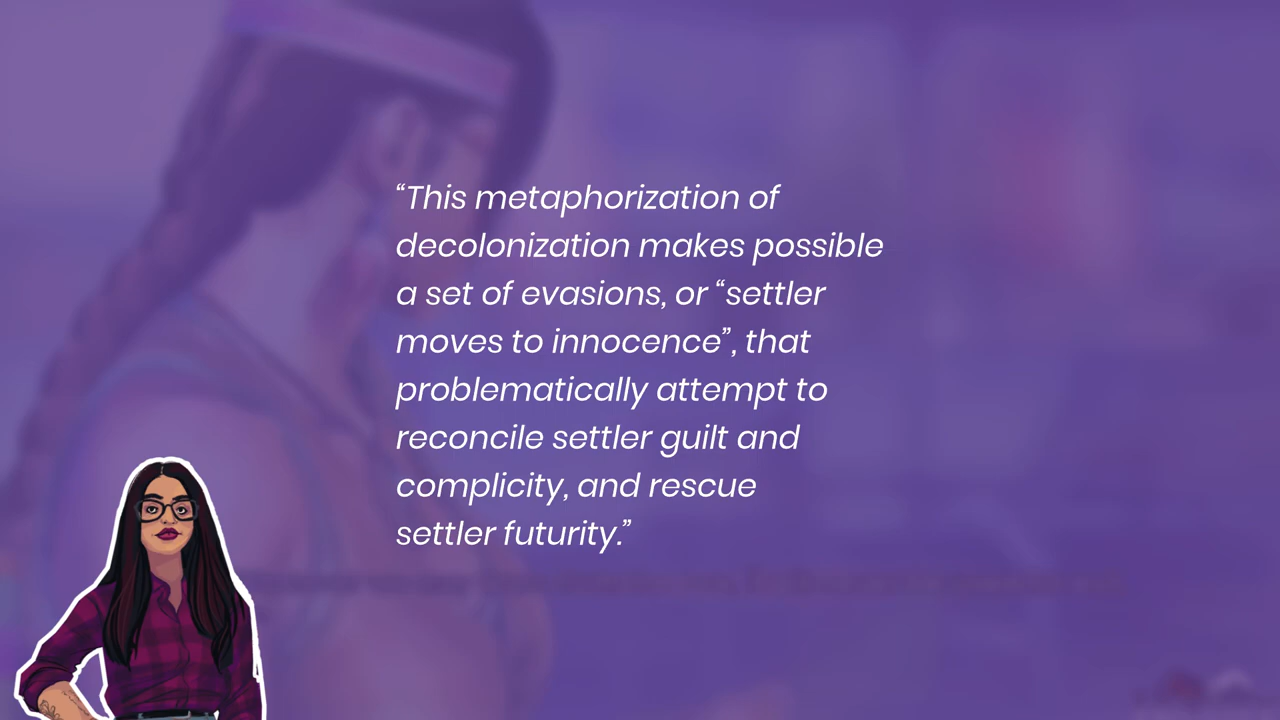 “This metaphorization of
decolonization makes possible
a set of evasions, or “settler
moves to innocence”, that
problematically attempt to
reconcile settler guilt and
complicity, and rescue
settler futurity.”